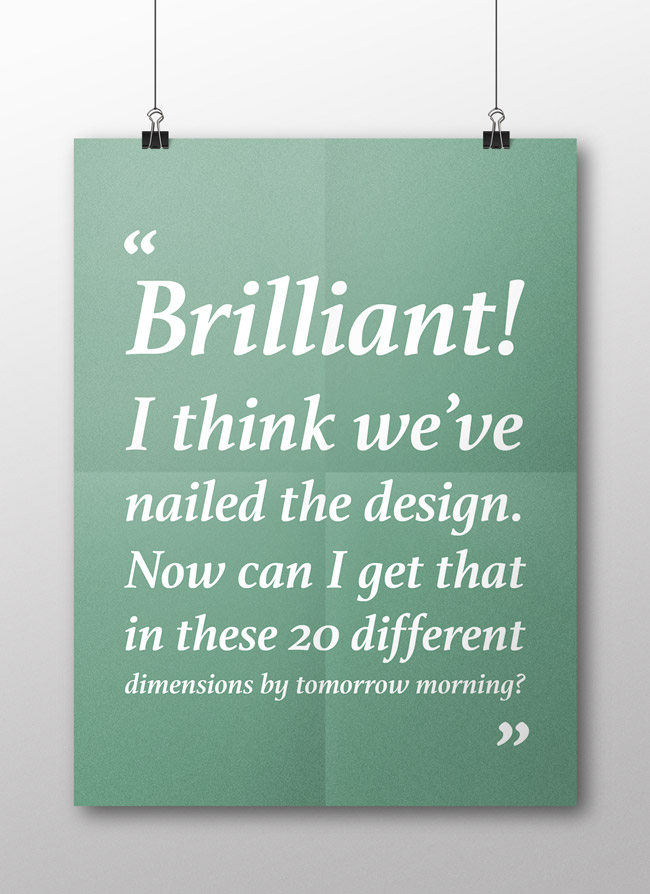 “
Brilliant!
I think we’ve
nailed the design.
Now can I get that
in these 20 different
dimensions by tomorrow morning?
”